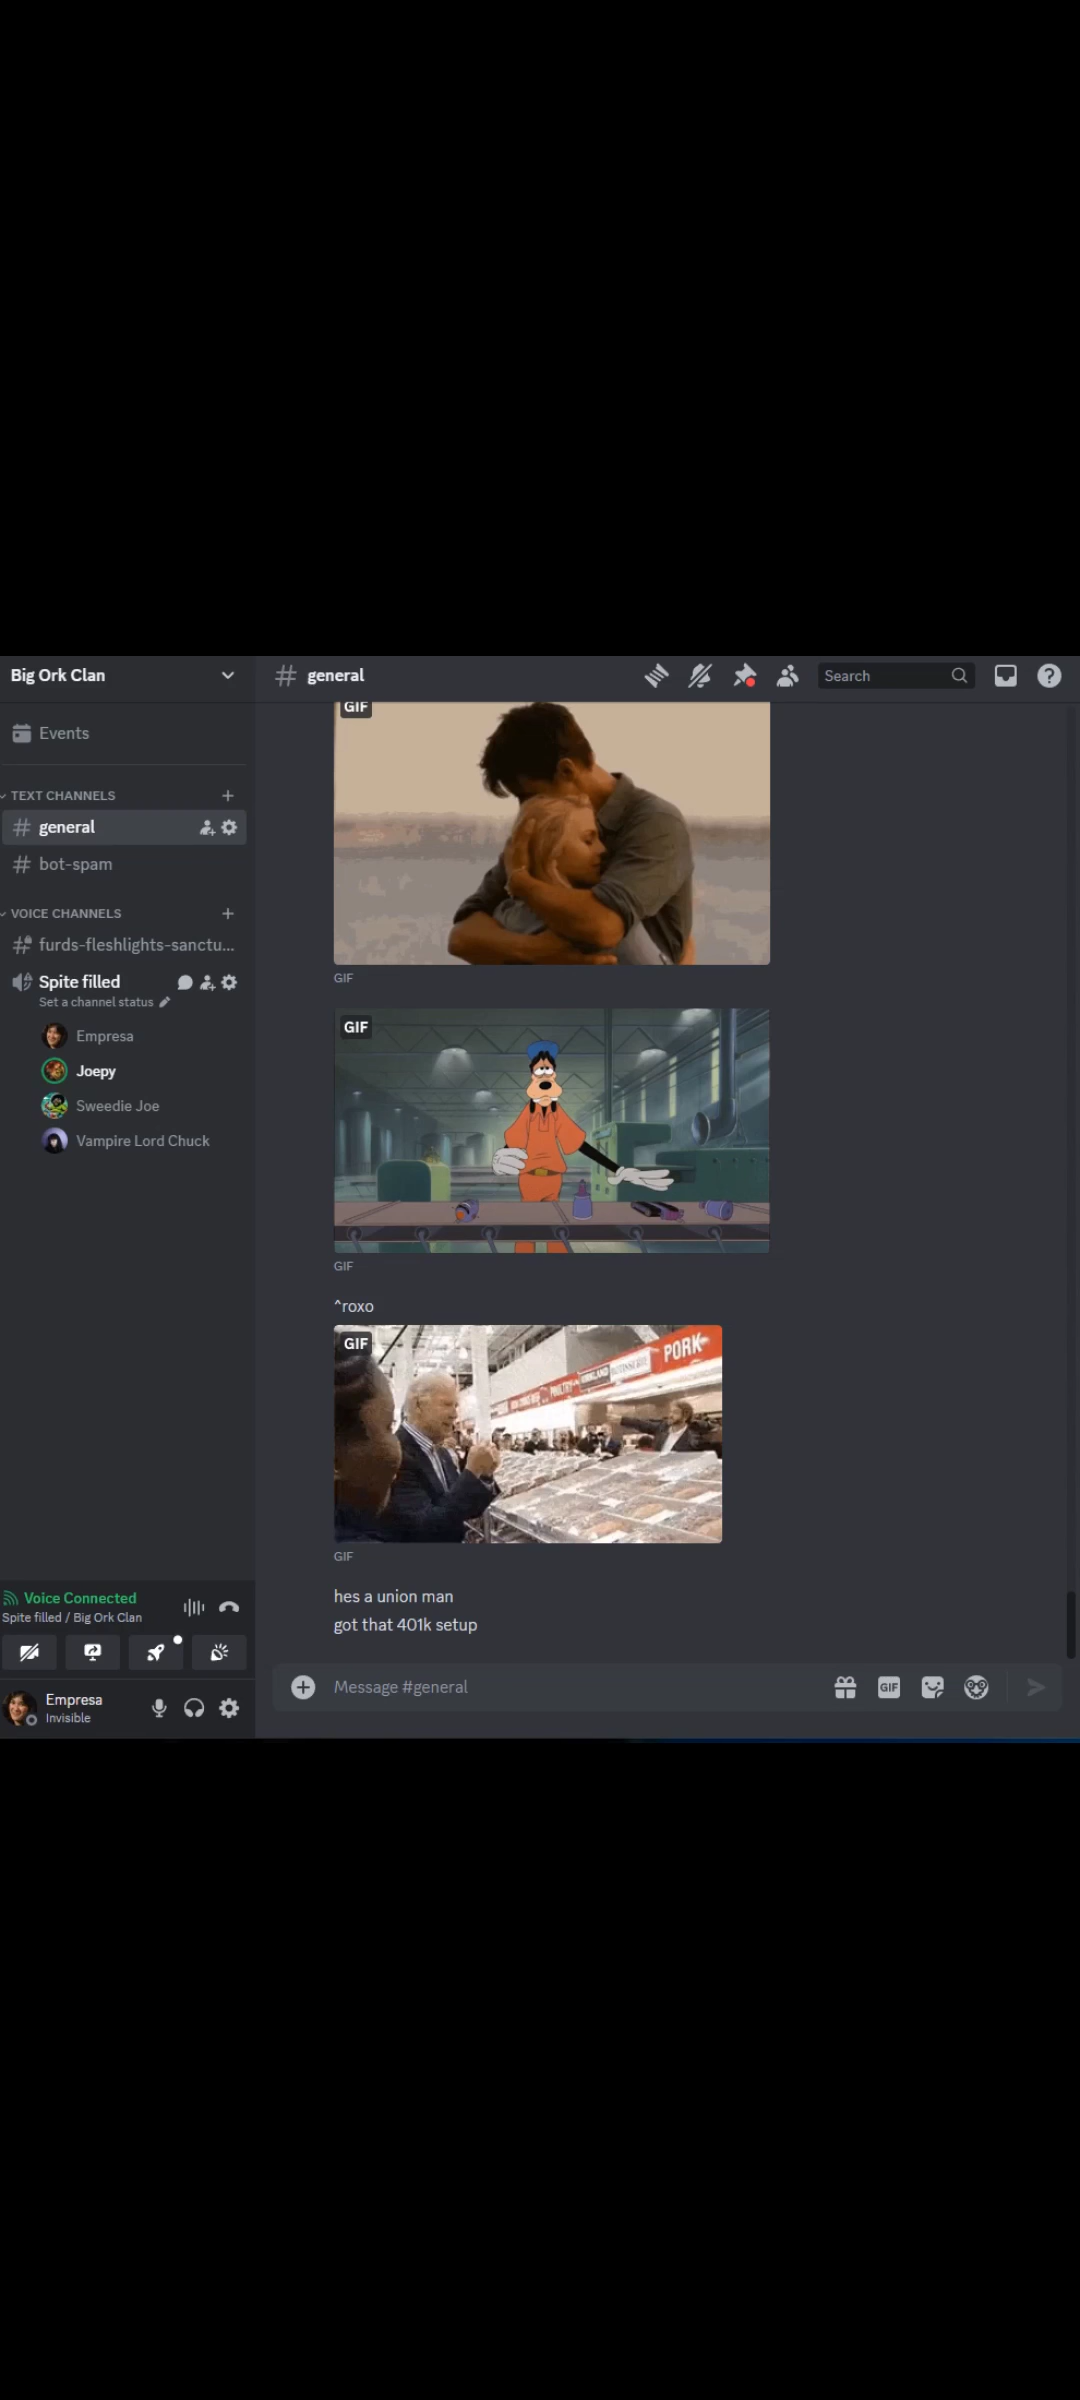 Big Ork Clan
Events
TEXT CHANNELS
general
bot-spam
VOICE CHANNELS
furds-fleshlights-sanctu...
Spite filled
Set a channel status
Empresa
Joepy
Sweedie Joe
Vampire Lord Chuck
Voice Connected
Spite filled / Big Ork Clan
Empresa
Invisible
general
Search
GIF
GIF
GIF
GIF
^roxo
GIF
PORK
POULTRY
GIF
hes a union man
got that 401k setup
Message #general
GIF